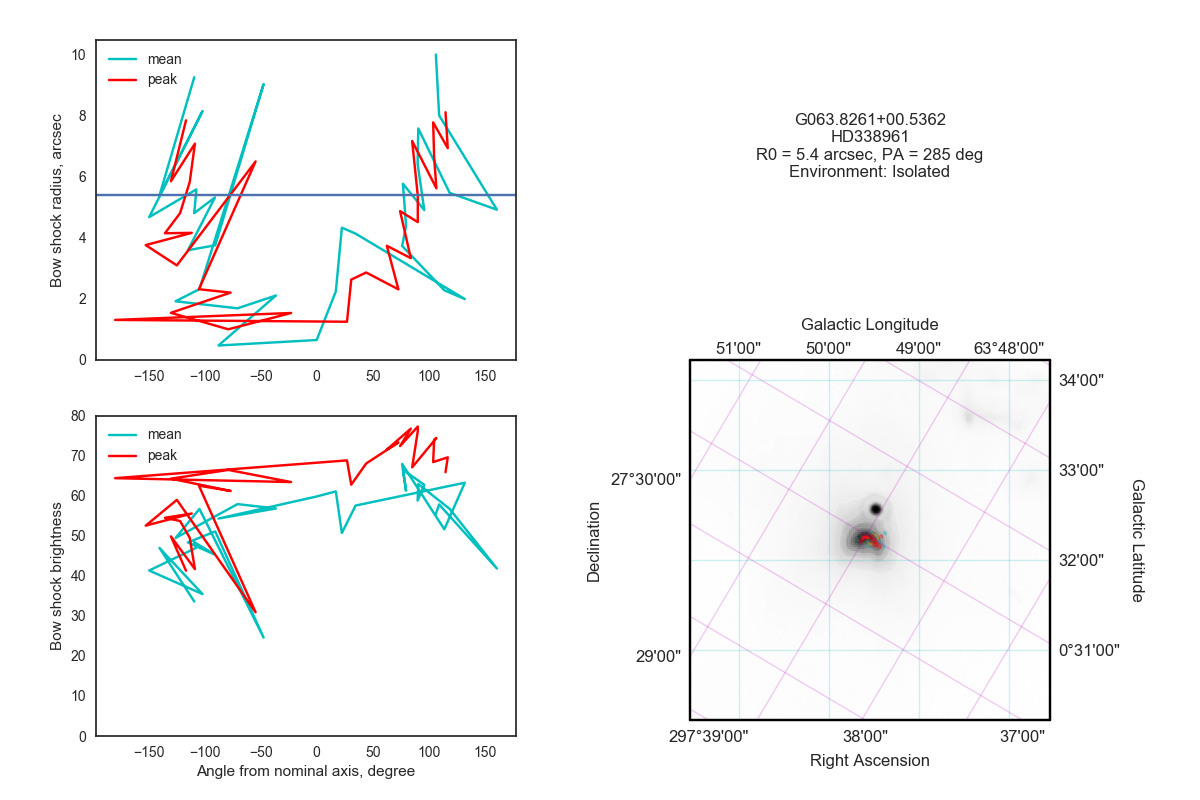 10
8
6
4
2
0
mean
peak
Bow shock radius, arcsec
−150
−100
−50
0
50
100
150
80
70
60
50
40
30
20
10
0
mean
peak
Bow shock brightness
−150
−100
−50
0
50
100
150
Angle from nominal axis, degree
G063.8261+00.5362
HD338961
R0 = 5.4 arcsec, PA = 285 deg
Environment: Isolated
Galactic Longitude
51'00"
50'00"
49'00"
63°48'00"
34'00"
33'00"
32'00"
0°31'00"
Galactic Latitude
27°30'00"
29'00"
Declination
297°39'00"
38'00"
37'00"
Right Ascension